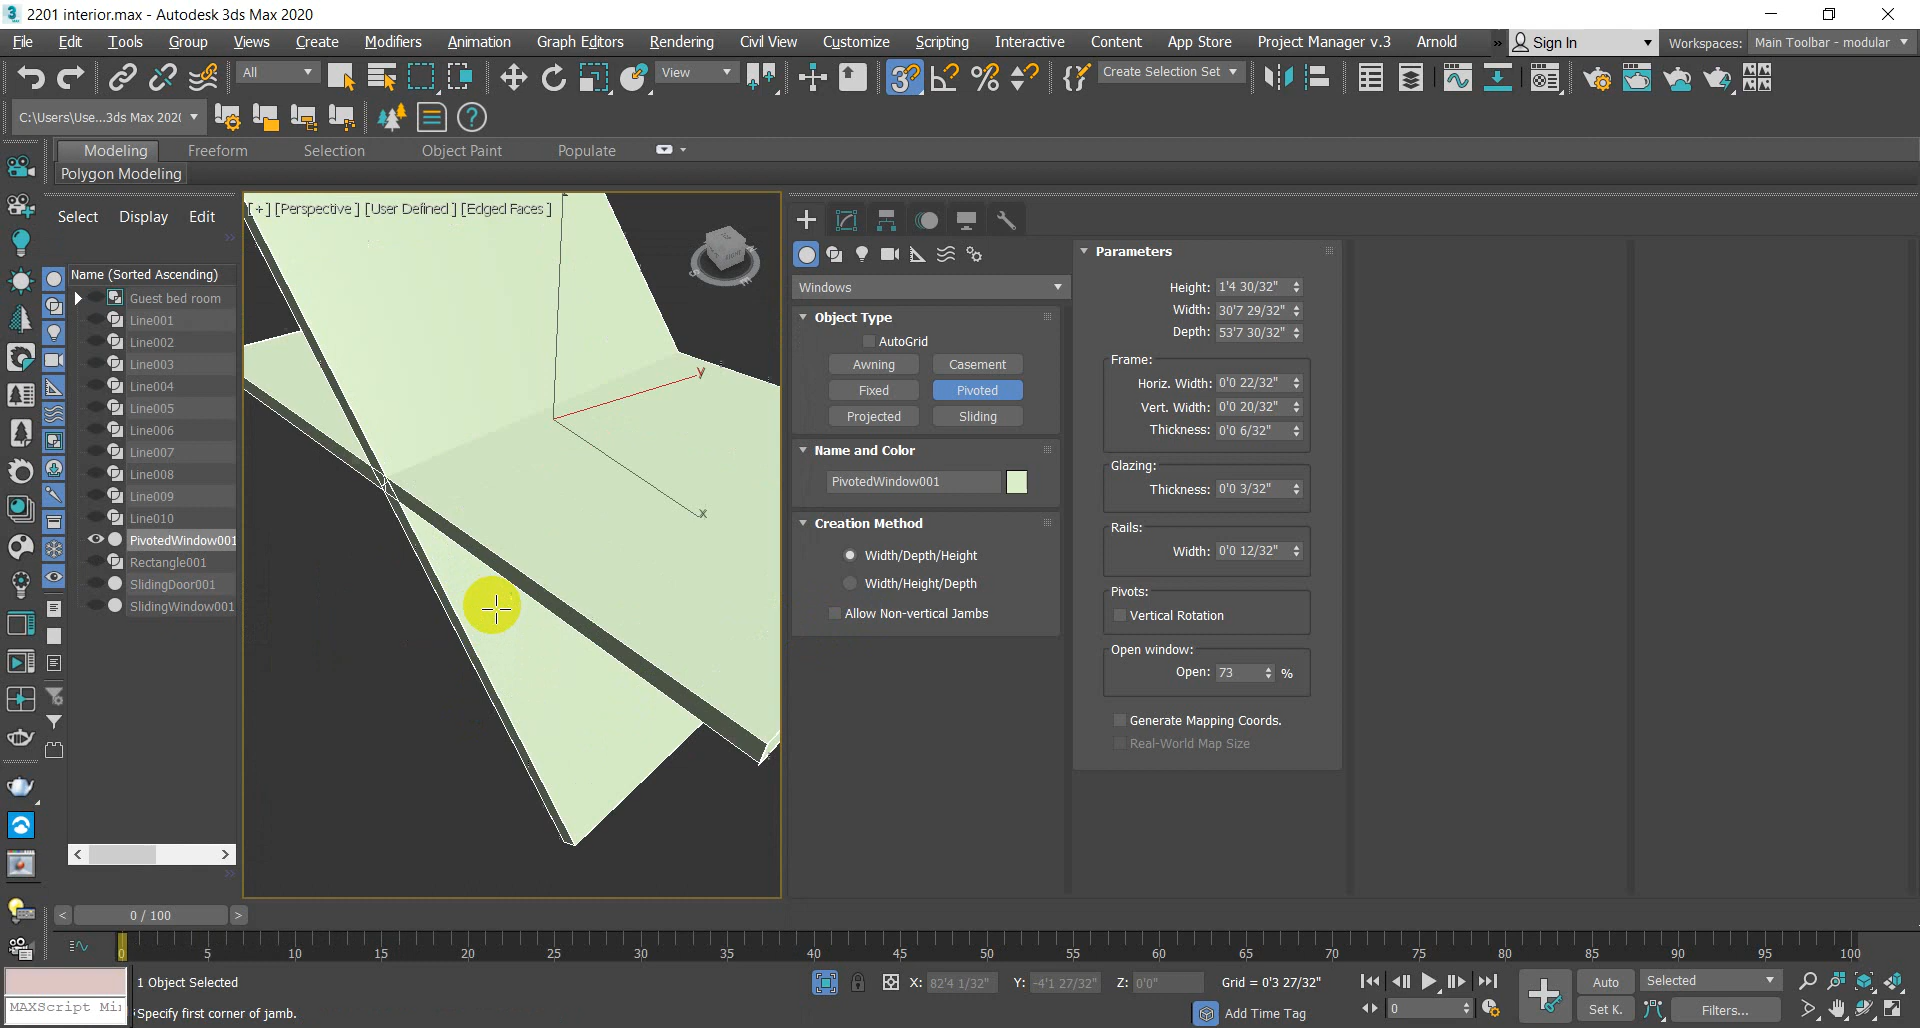 2201 interior.max - Autodesk 3ds Max 2020
File Edit Tools Group Views Create Modifiers Animation Graph Editors Rendering Civil View Customize Scripting Interactive Content App Store Project Manager v.3 Arnold » Sign In Workspaces: Main Toolbar - modular
All View Create Selection Set
C:\Users\Use...3ds Max 202(
Modeling Freeform Selection Object Paint Populate
Polygon Modeling
Select Display Edit
[+] [Perspective ] [User Defined ] [Edged Faces ]
Name (Sorted Ascending)
Guest bed room
Line001
Line002
Line003
Line004
Line005
Line006
Line007
Line008
Line009
Line010
PivotedWindow001
Rectangle001
SlidingDoor001
SlidingWindow001
y
x
Windows
Object Type
AutoGrid
Awning Casement
Fixed Pivoted
Projected Sliding
Name and Color
PivotedWindow001
Creation Method
Width/Depth/Height
Width/Height/Depth
Allow Non-vertical Jambs
Parameters
Height: 1'4 30/32"
Width: 30'7 29/32"
Depth: 53'7 30/32"
Frame:
Horiz. Width: 0'0 22/32"
Vert. Width: 0'0 20/32"
Thickness: 0'0 6/32"
Glazing:
Thickness: 0'0 3/32"
Rails:
Width: 0'0 12/32"
Pivots:
Vertical Rotation
Open window:
Open: 73 %
Generate Mapping Coords.
Real-World Map Size
< 0 / 100 >
0 5 10 15 20 25 30 35 40 45 50 55 60 65 70 75 80 85 90 95 100
1 Object Selected X: 82'4 1/32" Y: -4'1 27/32" Z: 0'0" Grid = 0'3 27/32" Auto Selected
MAXScript Mi Specify first corner of jamb. Add Time Tag 0 Set K. Filters...